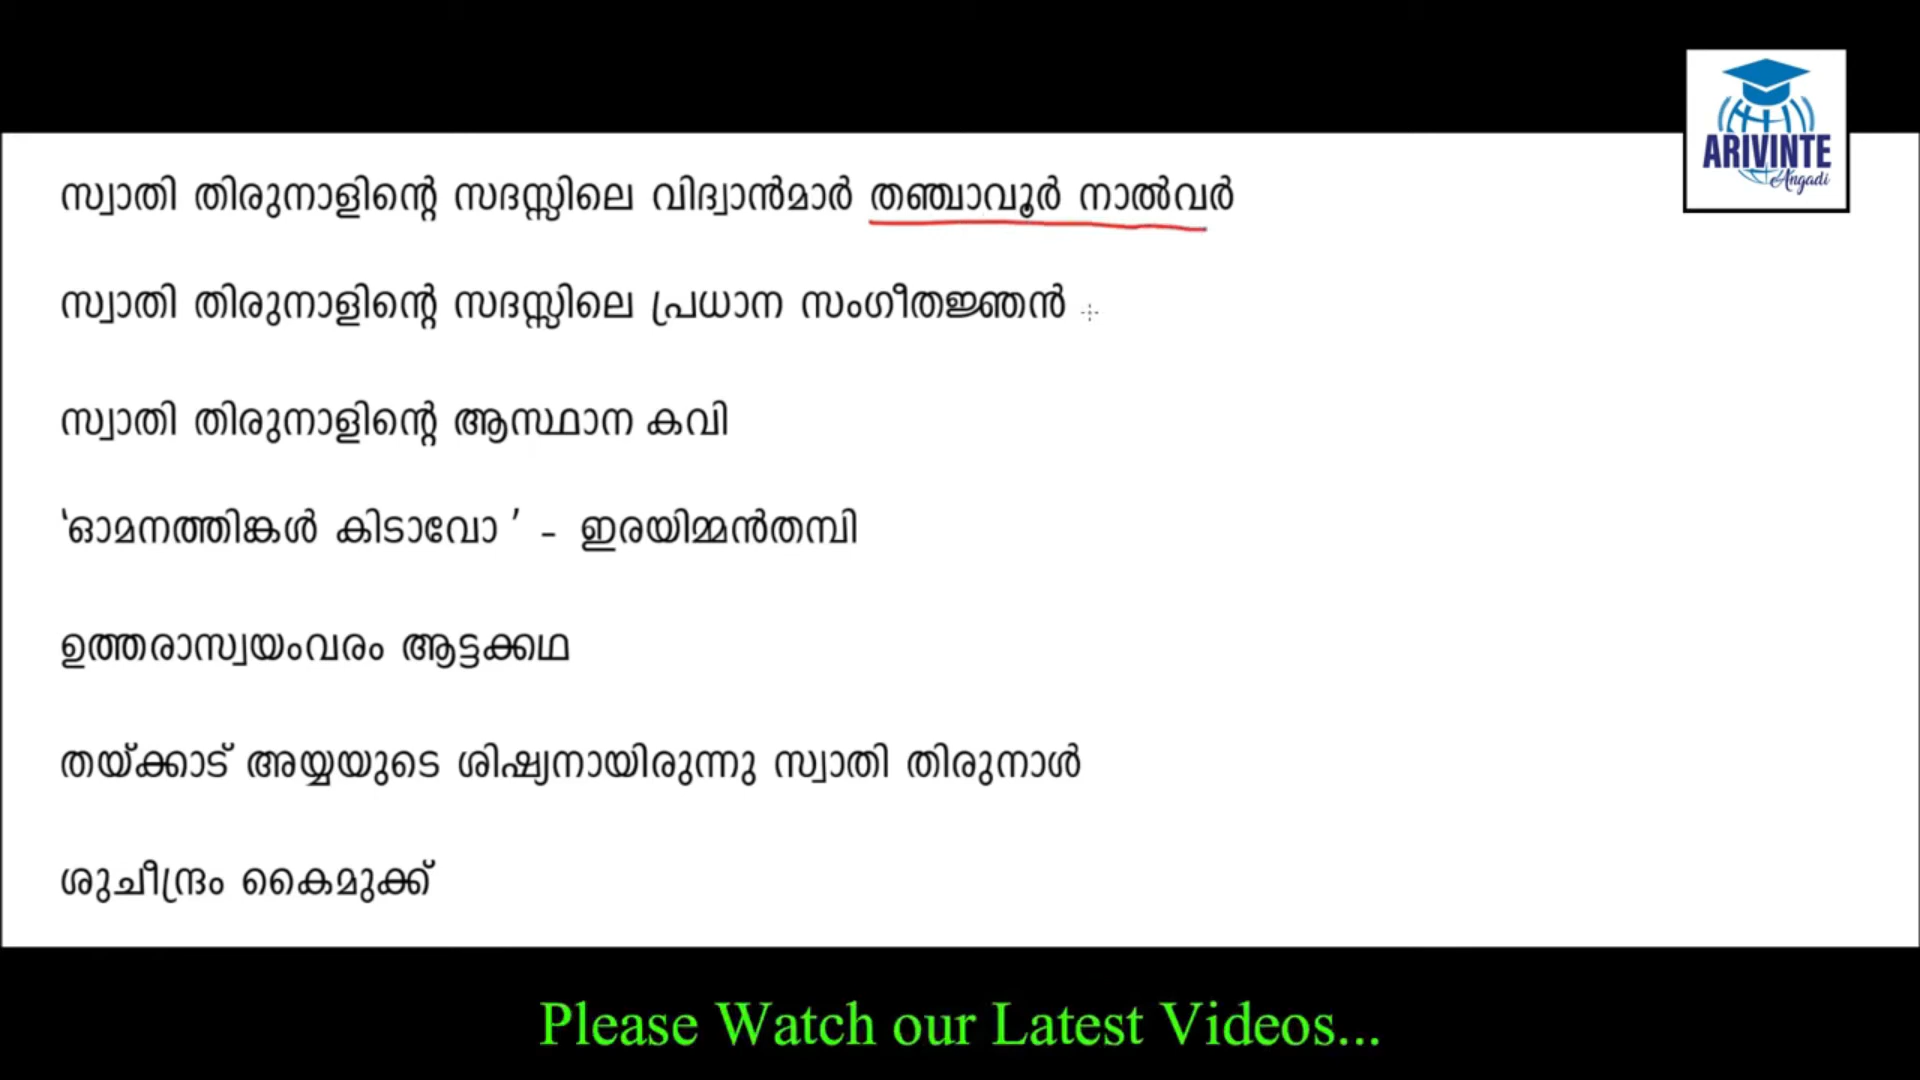 ARIVINTE
Angadi
സ്വാതി തിരുനാളിന്റെ സദസ്സിലെ വിദ്വാൻമാർ തഞ്ചാവൂർ നാൽവർ
സ്വാതി തിരുനാളിന്റെ സദസ്സിലെ പ്രധാന സംഗീതജ്ഞൻ
സ്വാതി തിരുനാളിന്റെ ആസ്ഥാന കവി
‘ഓമനത്തിങ്കൾ കിടാവോ ’ - ഇരയിമ്മൻതമ്പി
ഉത്തരാസ്വയംവരം ആട്ടക്കഥ
തയ്ക്കാട് അയ്യയുടെ ശിഷ്യനായിരുന്നു സ്വാതി തിരുനാൾ
ശുചീന്ദ്രം കൈമുക്ക്
Please Watch our Latest Videos...